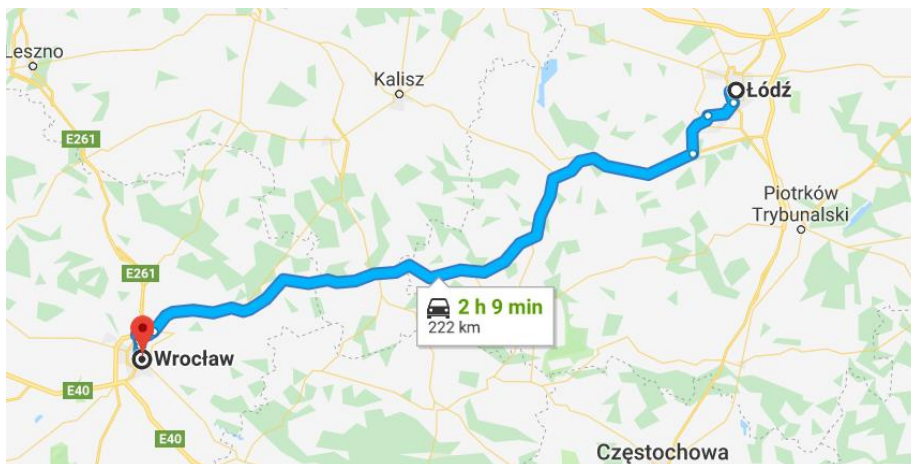 Leszno
Kalisz
Łódź
E261
Piotrków
Trybunalski
E261
2 h 9 min
222 km
Wrocław
E40
E40
Częstochowa